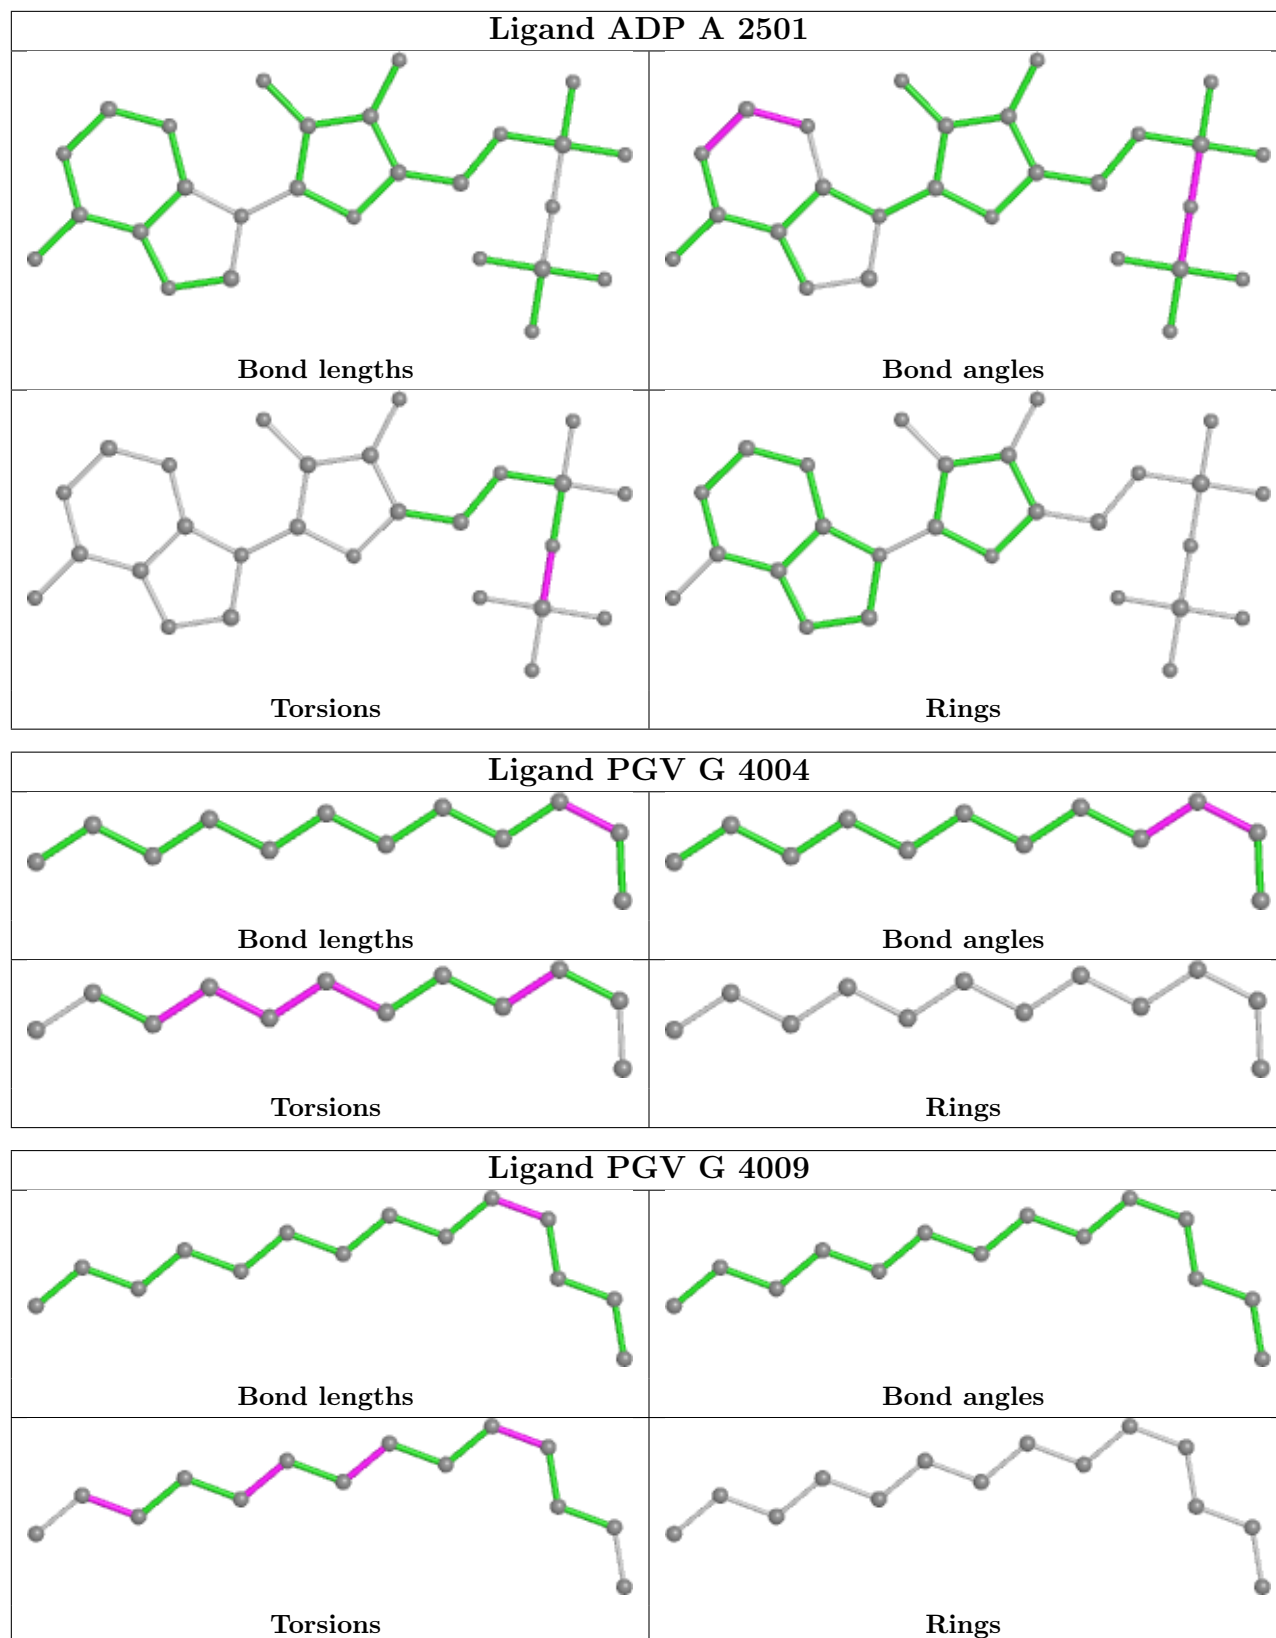 Ligand ADP A 2501
Bond lengths
Bond angles
Torsions
Rings
Ligand PGV G 4004
Bond lengths
Bond angles
Torsions
Rings
Ligand PGV G 4009
Bond lengths
Bond angles
Torsions
Rings